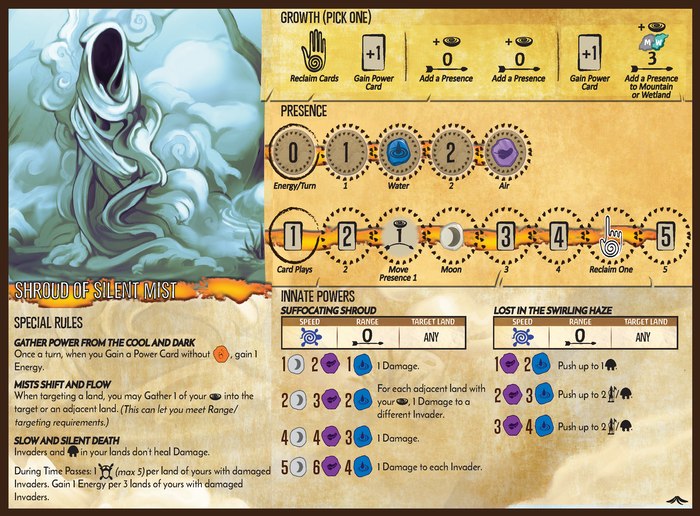 GROWTH (PICK ONE)
+1
+
0
+
0
+1
+
M W
3
Reclaim Cards
Gain Power Card
Add a Presence
Add a Presence
Gain Power Card
Add a Presence to Mountain or Wetland
PRESENCE
0
1
2
Energy/Turn
1
Water
2
Air
1
2
1
3
4
5
Card Plays
2
Move Presence 1
Moon
3
4
Reclaim One
5
SHROUD OF SILENT MIST
SPECIAL RULES
GATHER POWER FROM THE COOL AND DARK
Once a turn, when you Gain a Power Card without , gain 1
Energy.
MISTS SHIFT AND FLOW
When targeting a land, you may Gather 1 of your into the
target or an adjacent land. (This can let you meet Range/
targeting requirements.)
SLOW AND SILENT DEATH
Invaders and in your lands don't heal Damage.
During Time Passes: 1 (max 5) per land of yours with damaged
Invaders. Gain 1 Energy per 3 lands of yours with damaged
Invaders.
INNATE POWERS
SUFFOCATING SHROUD
SPEED RANGE TARGET LAND
0 ANY
1 2 1 1 Damage.
2 3 2 For each adjacent land with
your , 1 Damage to a
different Invader.
4 4 3 1 Damage.
5 6 4 1 Damage to each Invader.
LOST IN THE SWIRLING HAZE
SPEED RANGE TARGET LAND
0 ANY
1 2 Push up to 1
2 3 Push up to 2 /
3 4 Push up to 2 /